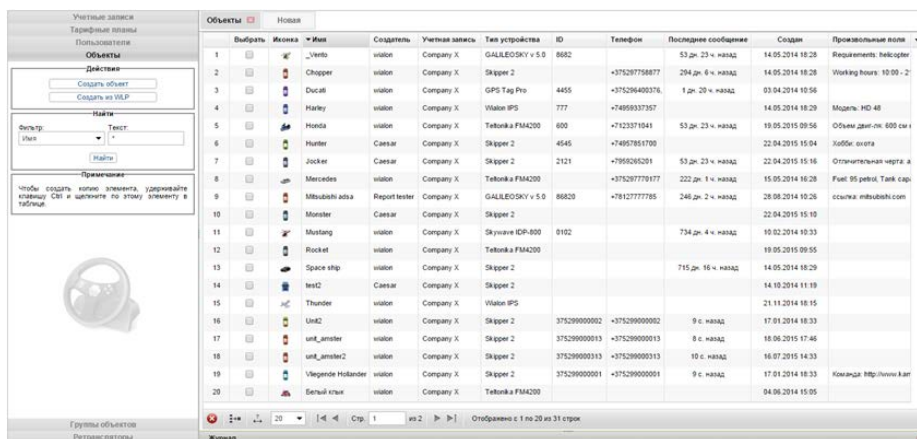 Учетные записи
Тарифные планы
Пользователи
Объекты
Действия
Создать объект
Создать из WLP
Найти
Фильтр: Текст:
Имя *
Найти
Примечание
Чтобы создать копию элемента, удерживайте клавишу Ctrl и щелкните по этому элементу в таблице.
Группы объектов
Ретрансляторы
Объекты Новая
Выбрать Иконка Имя Создатель Учетная запись Тип устройства ID Телефон Последнее сообщение Создан Произвольные поля
1 _Vento wialon Company X GALILEOSKY v 5.0 8682 53 дн. 23 ч. назад 14.05.2014 18:28 Requirements: helicopter
2 Chopper wialon Company X Skipper 2 +375297758877 294 дн. 6 ч. назад 14.05.2014 18:28 Working hours: 10:00 - 2
3 Ducati wialon Company X GPS Tag Pro 4455 +375296400376, 1 дн. 20 ч. назад 03.04.2014 10:56
4 Harley wialon Company X Wialon IPS 777 +74959337357 14.05.2014 18:29 Модель: HD 48
5 Honda wialon Company X Teltonika FM4200 600 +7123371041 53 дн. 23 ч. назад 19.05.2015 09:56 Объем двиг-ля: 600 см
6 Hunter Caesar Company X Skipper 2 4545 +74957851700 22.04.2015 15:04 Хобби: охота
7 Jocker Caesar Company X Skipper 2 2121 +7959265201 53 дн. 23 ч. назад 22.04.2015 15:16 Отличительная черта: а
8 Mercedes wialon Company X Teltonika FM4200 +375297770177 222 дн. 1 ч. назад 15.05.2014 16:28 Fuel: 95 petrol, Tank capa
9 Mitsubishi adsa Report tester Company X GALILEOSKY v 5.0 86820 +78127777785 246 дн. 2 ч. назад 28.08.2014 10:26 ссылка: mitsubishi.com
10 Monster Caesar Company X Skipper 2 22.04.2015 15:10
11 Mustang wialon Company X Skywave IDP-800 0102 734 дн. 4 ч. назад 10.02.2014 10:33
12 Rocket wialon Company X Teltonika FM4200 19.05.2015 09:55
13 Space ship wialon Company X Skipper 2 715 дн. 16 ч. назад 14.05.2014 18:29
14 test2 Caesar Company X Skipper 2 14.10.2014 11:19
15 Thunder wialon Company X Wialon IPS 21.11.2014 18:15
16 Unit2 wialon Company X Skipper 2 375299000002 +375299000002 9 с. назад 17.01.2014 18:33
17 unit_amster wialon Company X Skipper 2 375299000013 +375299000013 8 с. назад 18.06.2015 17:46
18 unit_amster2 wialon Company X Skipper 2 375299000313 +375299000313 10 с. назад 16.07.2015 14:33
19 Vliegende Hollander wialon Company X Skipper 2 375299000001 +375299000001 9 с. назад 17.01.2014 18:33 Команда: http://www.kam
20 Белый клык wialon Company X Teltonika FM4200 04.06.2014 15:05
20 Стр. 1 из 2 Отображено с 1 по 20 из 31 строк
Журнал